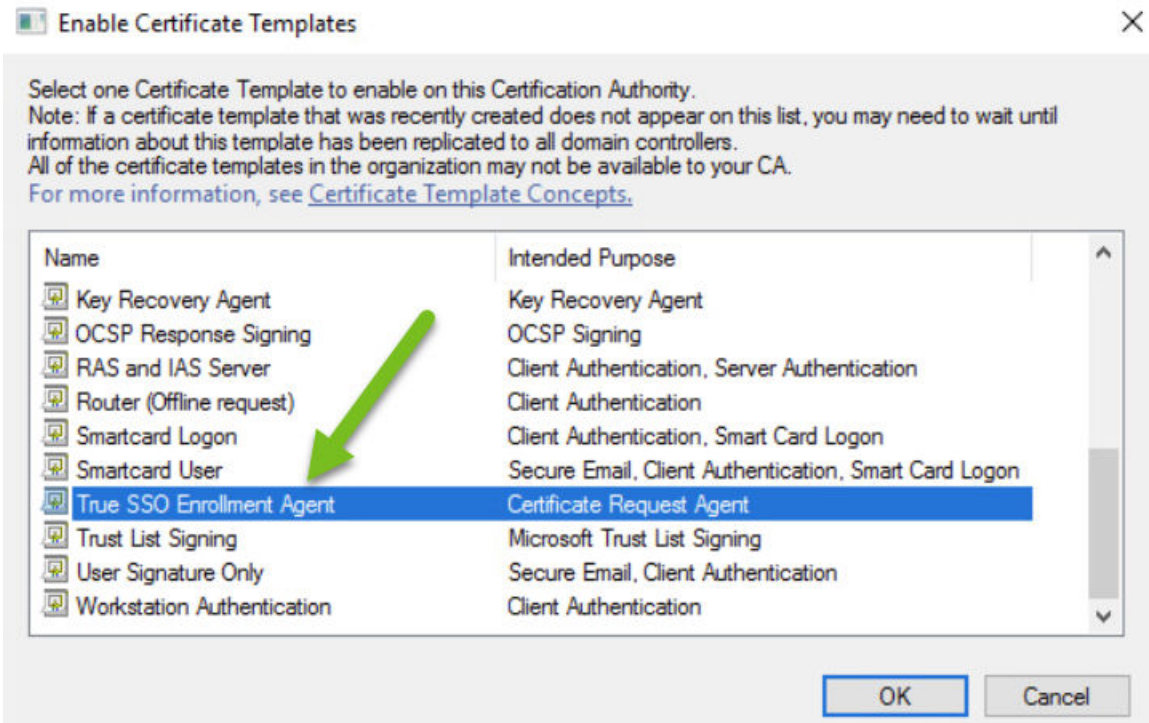 Enable Certificate Templates
Select one Certificate Template to enable on this Certification Authority.
Note: If a certificate template that was recently created does not appear on this list, you may need to wait until
information about this template has been replicated to all domain controllers.
All of the certificate templates in the organization may not be available to your CA.
For more information, see Certificate Template Concepts.
Name Intended Purpose
Key Recovery Agent Key Recovery Agent
OCSP Response Signing OCSP Signing
RAS and IAS Server Client Authentication, Server Authentication
Router (Offline request) Client Authentication
Smartcard Logon Client Authentication, Smart Card Logon
Smartcard User Secure Email, Client Authentication, Smart Card Logon
True SSO Enrollment Agent Certificate Request Agent
Trust List Signing Microsoft Trust List Signing
User Signature Only Secure Email, Client Authentication
Workstation Authentication Client Authentication
OK Cancel